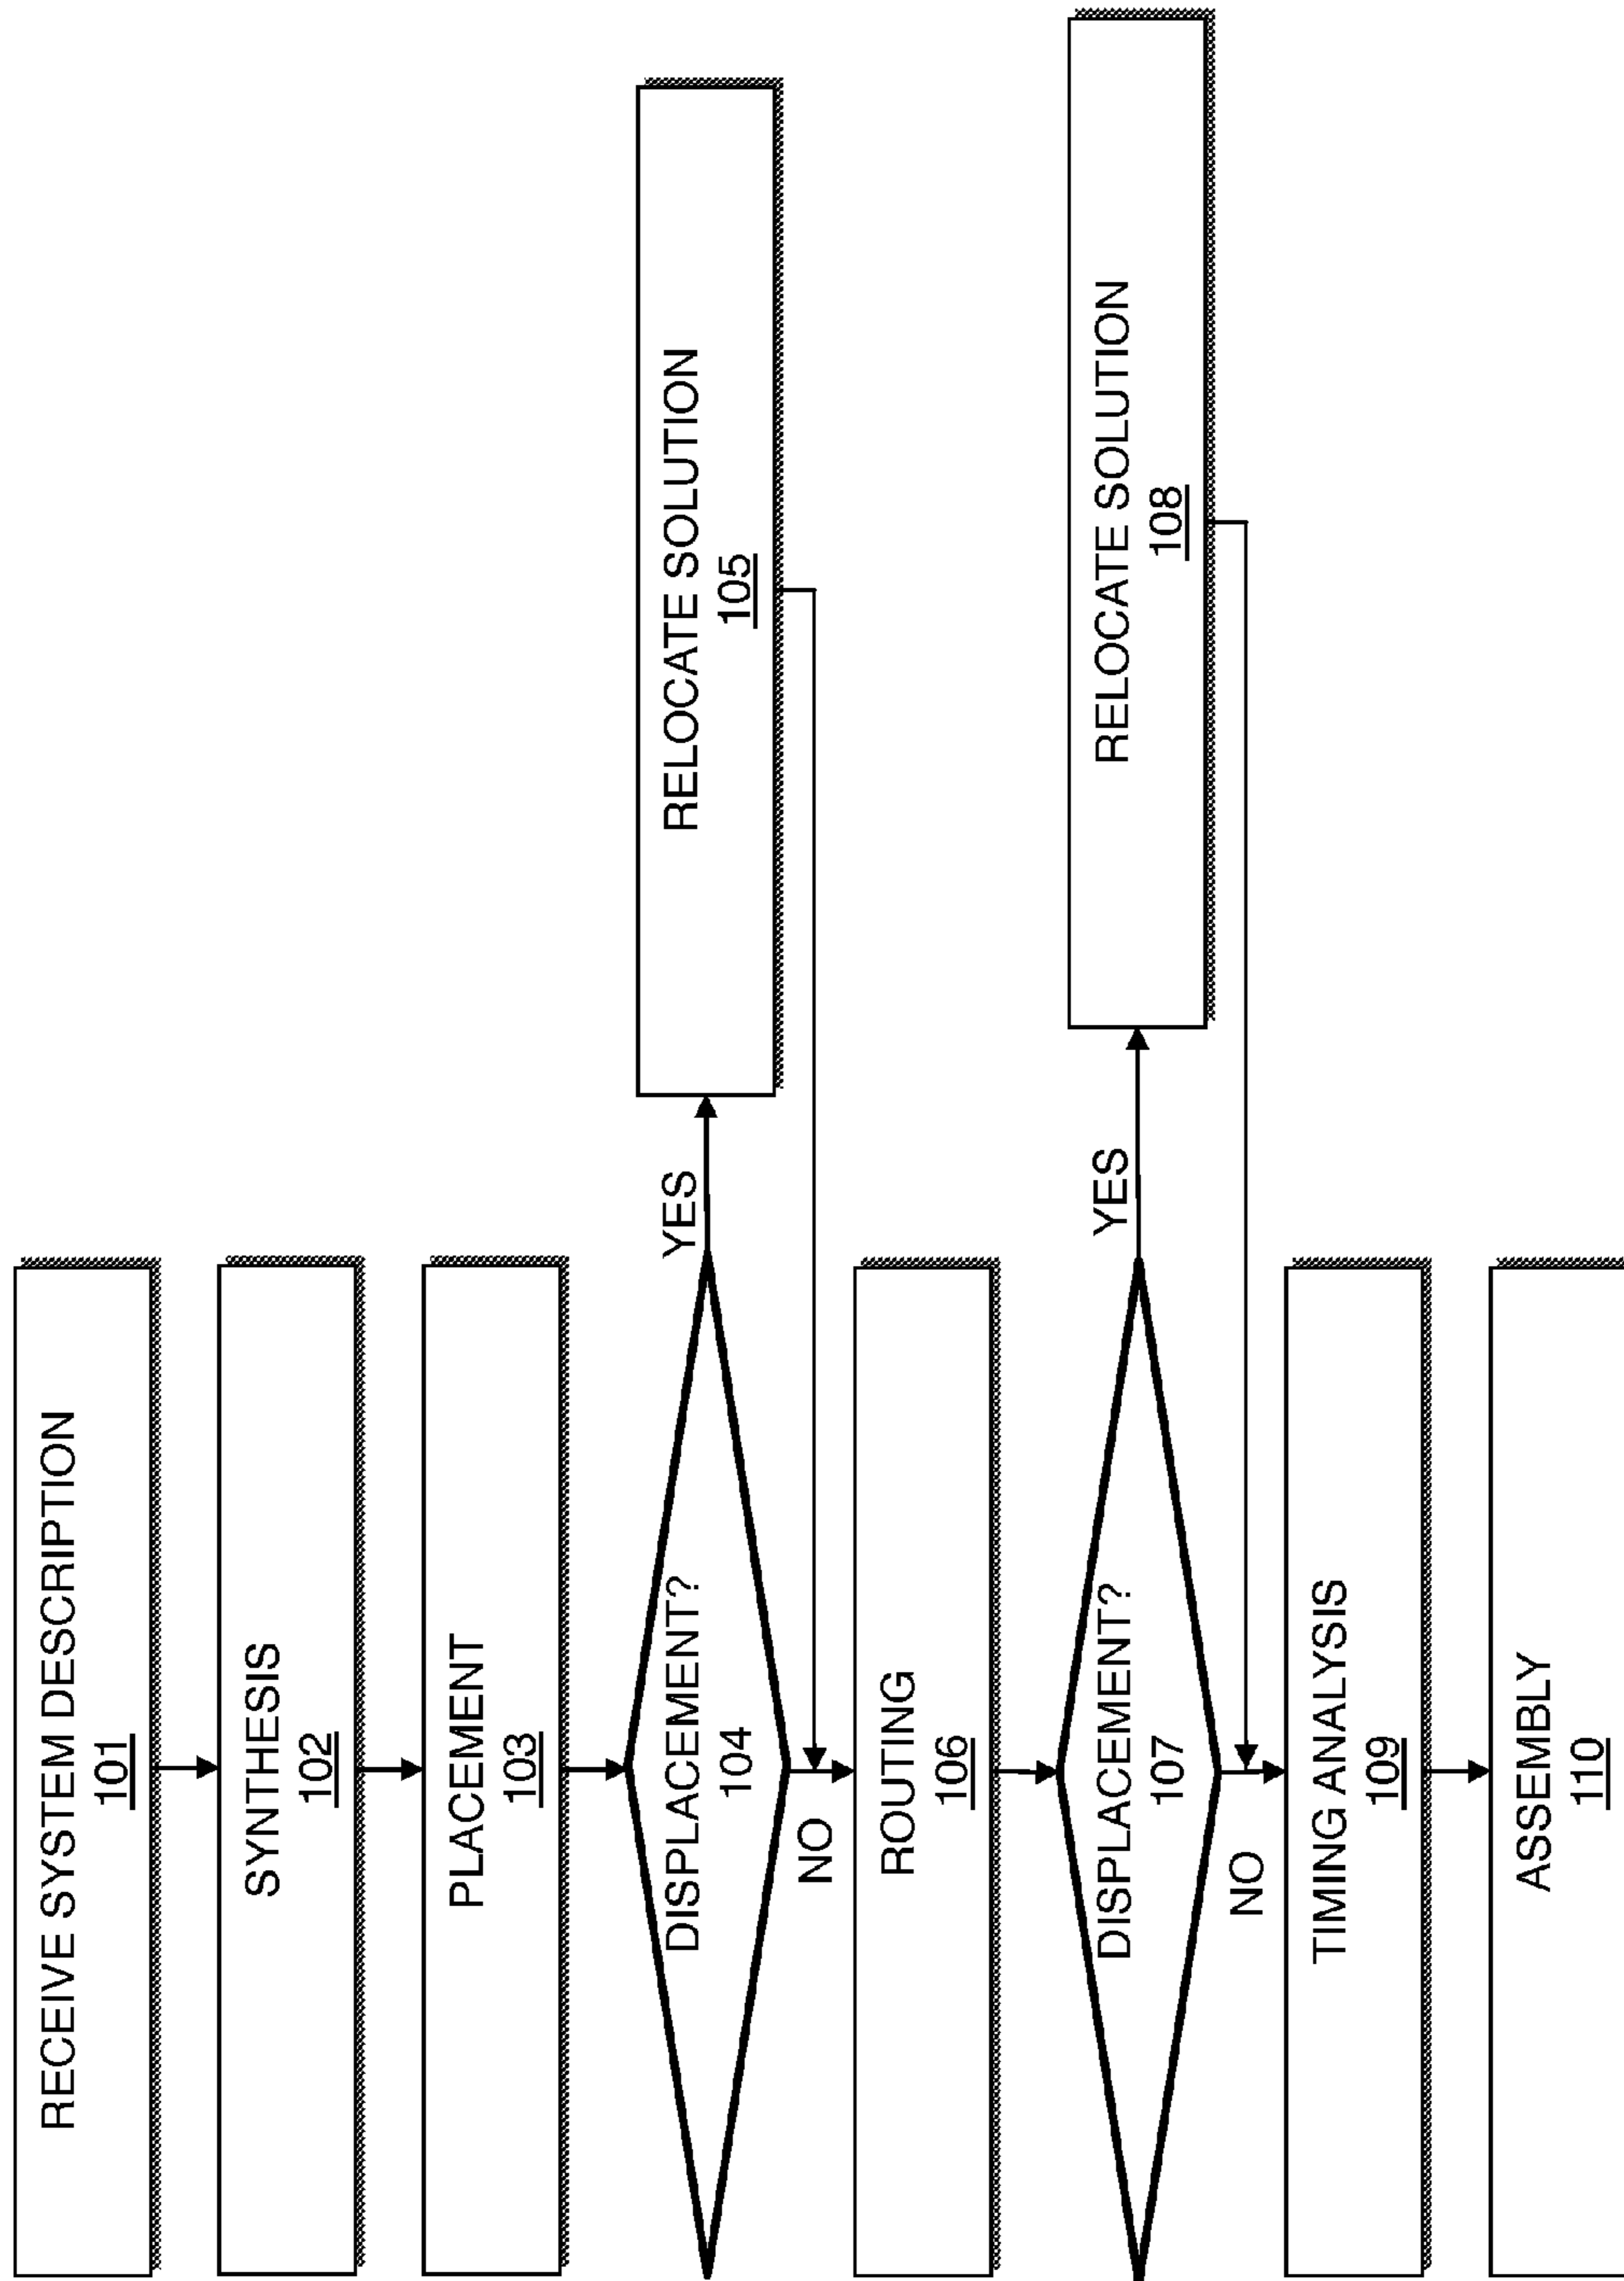 RECEIVE SYSTEM DESCRIPTION
101
SYNTHESIS
102
PLACEMENT
103
DISPLACEMENT?
104
YES
RELOCATE SOLUTION
105
NO
ROUTING
106
DISPLACEMENT?
107
YES
RELOCATE SOLUTION
108
NO
TIMING ANALYSIS
109
ASSEMBLY
110